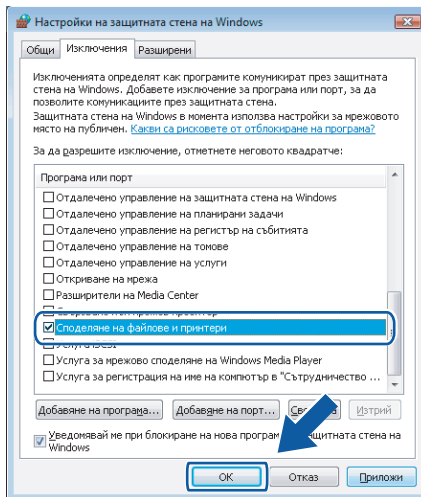 Настройки на защитната стена на Windows
Общи Изключения Разширени
Изключенията определят как програмите комуникират през защитната
стена на Windows. Добавете изключение за програма или порт, за да
позволите комуникациите през защитната стена.
Защитната стена на Windows в момента използва настройки за мрежовото
място на публичен. Какви са рисковете от отблокиране на програма?
За да разрешите изключение, отметнете неговото квадратче:
Програма или порт
Отдалечено управление на защитната стена на Windows
Отдалечено управление на планирани задачи
Отдалечено управление на регистър на събитията
Отдалечено управление на томове
Отдалечено управление на услуги
Откриване на мрежа
Разширители на Media Center
Споделяне на файлове и принтери
Услуга iSCSI
Услуга за мрежово споделяне на Windows Media Player
Услуга за регистрация на име на компютър в "Сътрудничество ...
Добавяне на програма... Добавяне на порт... Изтрий
Уведомявай ме при блокиране на нова програм стена на
Windows
OK Отказ Приложи